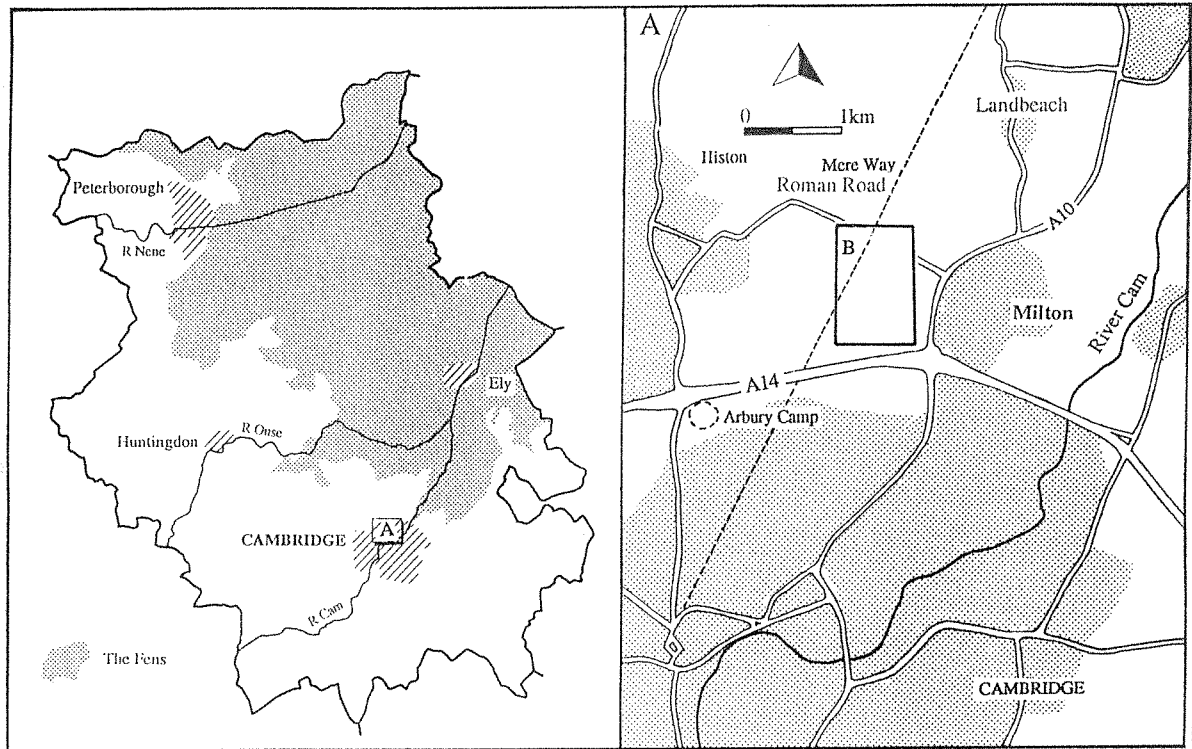 Peterborough
R Nene
Ely
Huntingdon
R Ouse
CAMBRIDGE
A
R Cam
The Fens
A
0 1km
Landbeach
Histon
Mere Way
Roman Road
A10
B
Milton
River Cam
A14
Arbury Camp
CAMBRIDGE